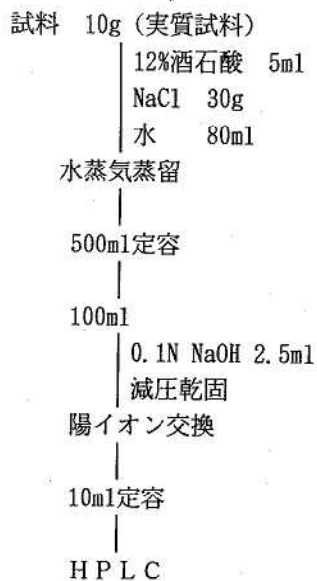 試料 10g（実質試料）
12%酒石酸 5ml
NaCl 30g
水 80ml
水蒸気蒸留
500ml定容
100ml
0.1N NaOH 2.5ml
減圧乾固
陽イオン交換
10ml定容
ＨＰＬＣ